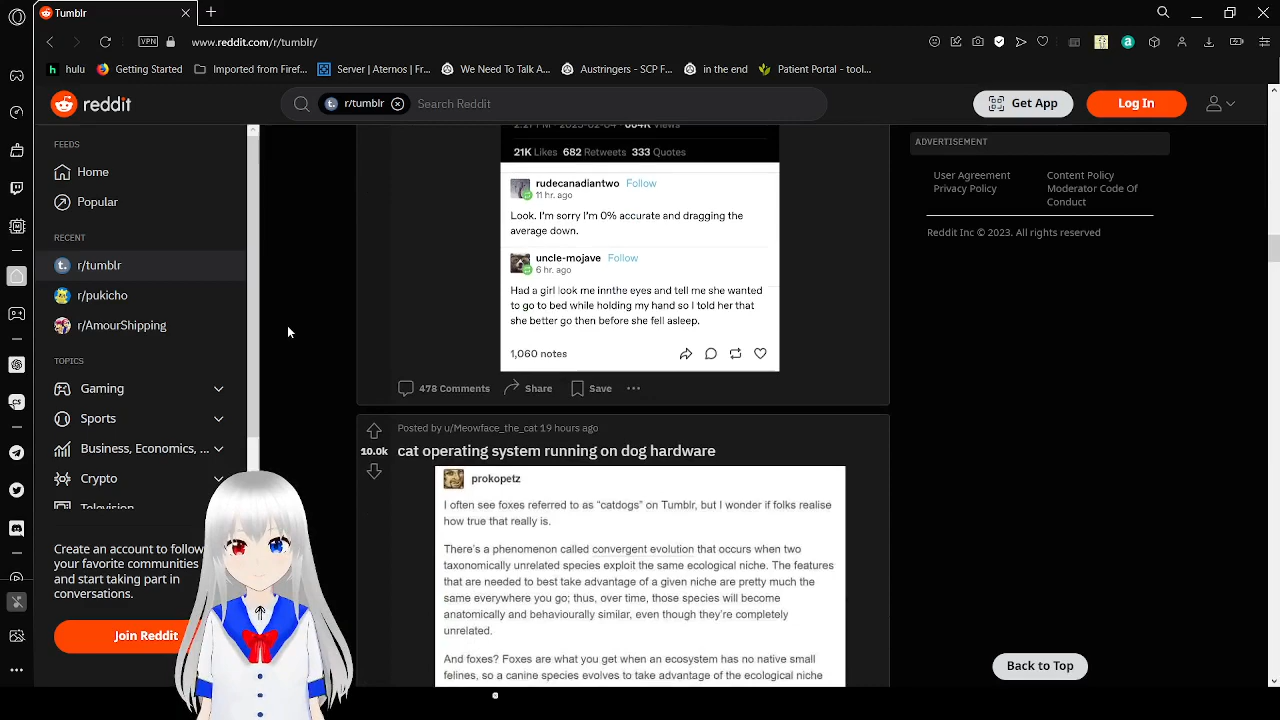 Tumblr
VPN
www.reddit.com/r/tumblr/
hulu
Getting Started
Imported from Firef...
Server | Aternos | Fr...
We Need To Talk A...
Austringers - SCP F...
in the end
Patient Portal - tool...
reddit
r/tumblr
Search Reddit
Get App
Log In
FEEDS
Home
Popular
RECENT
r/tumblr
r/pukicho
r/AmourShipping
TOPICS
Gaming
Sports
Business, Economics, ...
Crypto
Television
Create an account to follow
your favorite communities
and start taking part in
conversations.
Join Reddit
21K Likes 682 Retweets 333 Quotes
rudecanadiantwo Follow
11 hr. ago
Look. I'm sorry I'm 0% accurate and dragging the
average down.
uncle-mojave Follow
6 hr. ago
Had a girl look me innthe eyes and tell me she wanted
to go to bed while holding my hand so I told her that
she better go then before she fell asleep.
1,060 notes
478 Comments Share Save
Posted by u/Meowface_the_cat 19 hours ago
10.0k
cat operating system running on dog hardware
prokopetz
I often see foxes referred to as "catdogs" on Tumblr, but I wonder if folks realise
how true that really is.
There's a phenomenon called convergent evolution that occurs when two
taxonomically unrelated species exploit the same ecological niche. The features
that are needed to best take advantage of a given niche are pretty much the
same everywhere you go; thus, over time, those species will become
anatomically and behaviourally similar, even though they're completely
unrelated.
And foxes? Foxes are what you get when an ecosystem has no native small
felines, so a canine species evolves to take advantage of the ecological niche
ADVERTISEMENT
User Agreement
Privacy Policy
Content Policy
Moderator Code Of
Conduct
Reddit Inc © 2023. All rights reserved
Back to Top